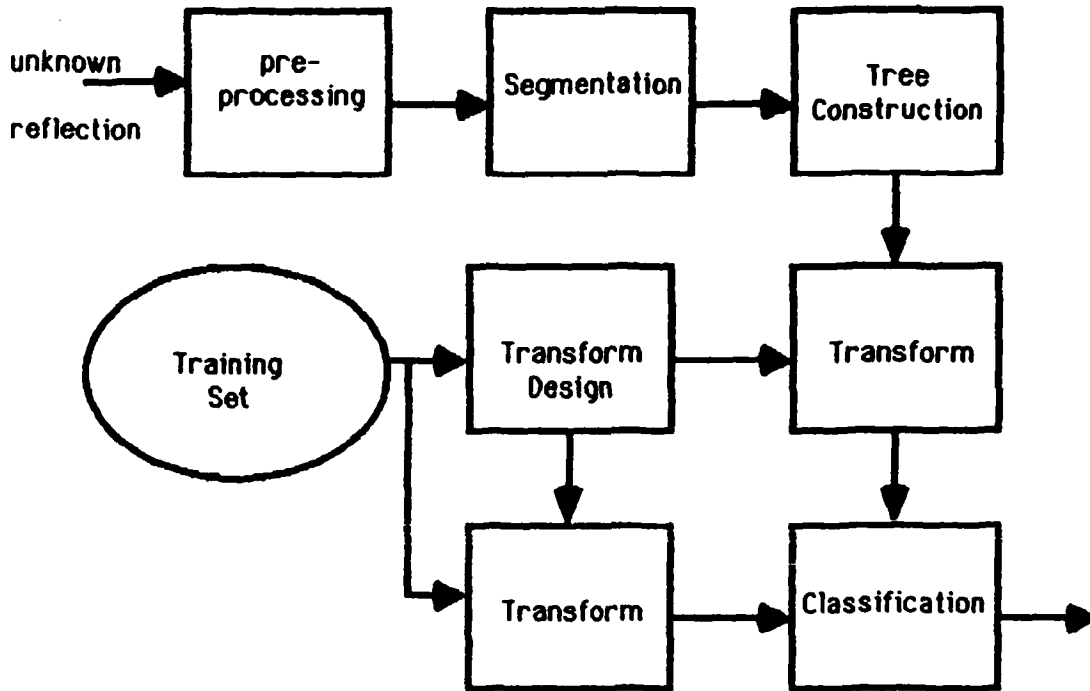 unknown
reflection
pre-
processing
Segmentation
Tree
Construction
Training
Set
Transform
Design
Transform
Transform
Classification